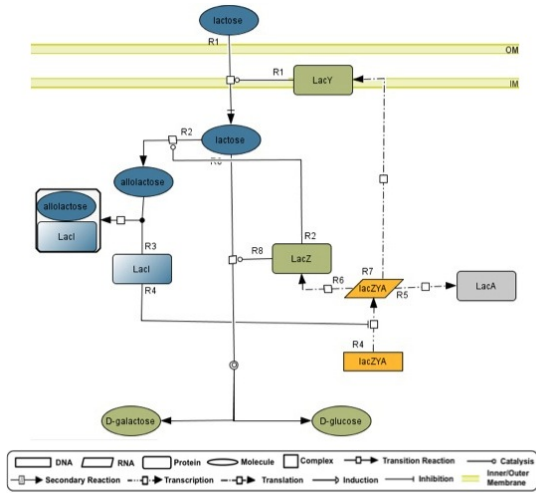 lactose
R1
OM
R1
LacY
IM
R2
lactose
allolactose
allolactose
LacI
R3
LacI
R4
R2
R8
LacZ
R6
R7
lacZYA
R5
LacA
R4
lacZYA
D-galactose
D-glucose
DNA RNA Protein Molecule Complex Transition Reaction Catalysis
Secondary Reaction Transcription Translation Induction Inhibition Inner/Outer
Membrane